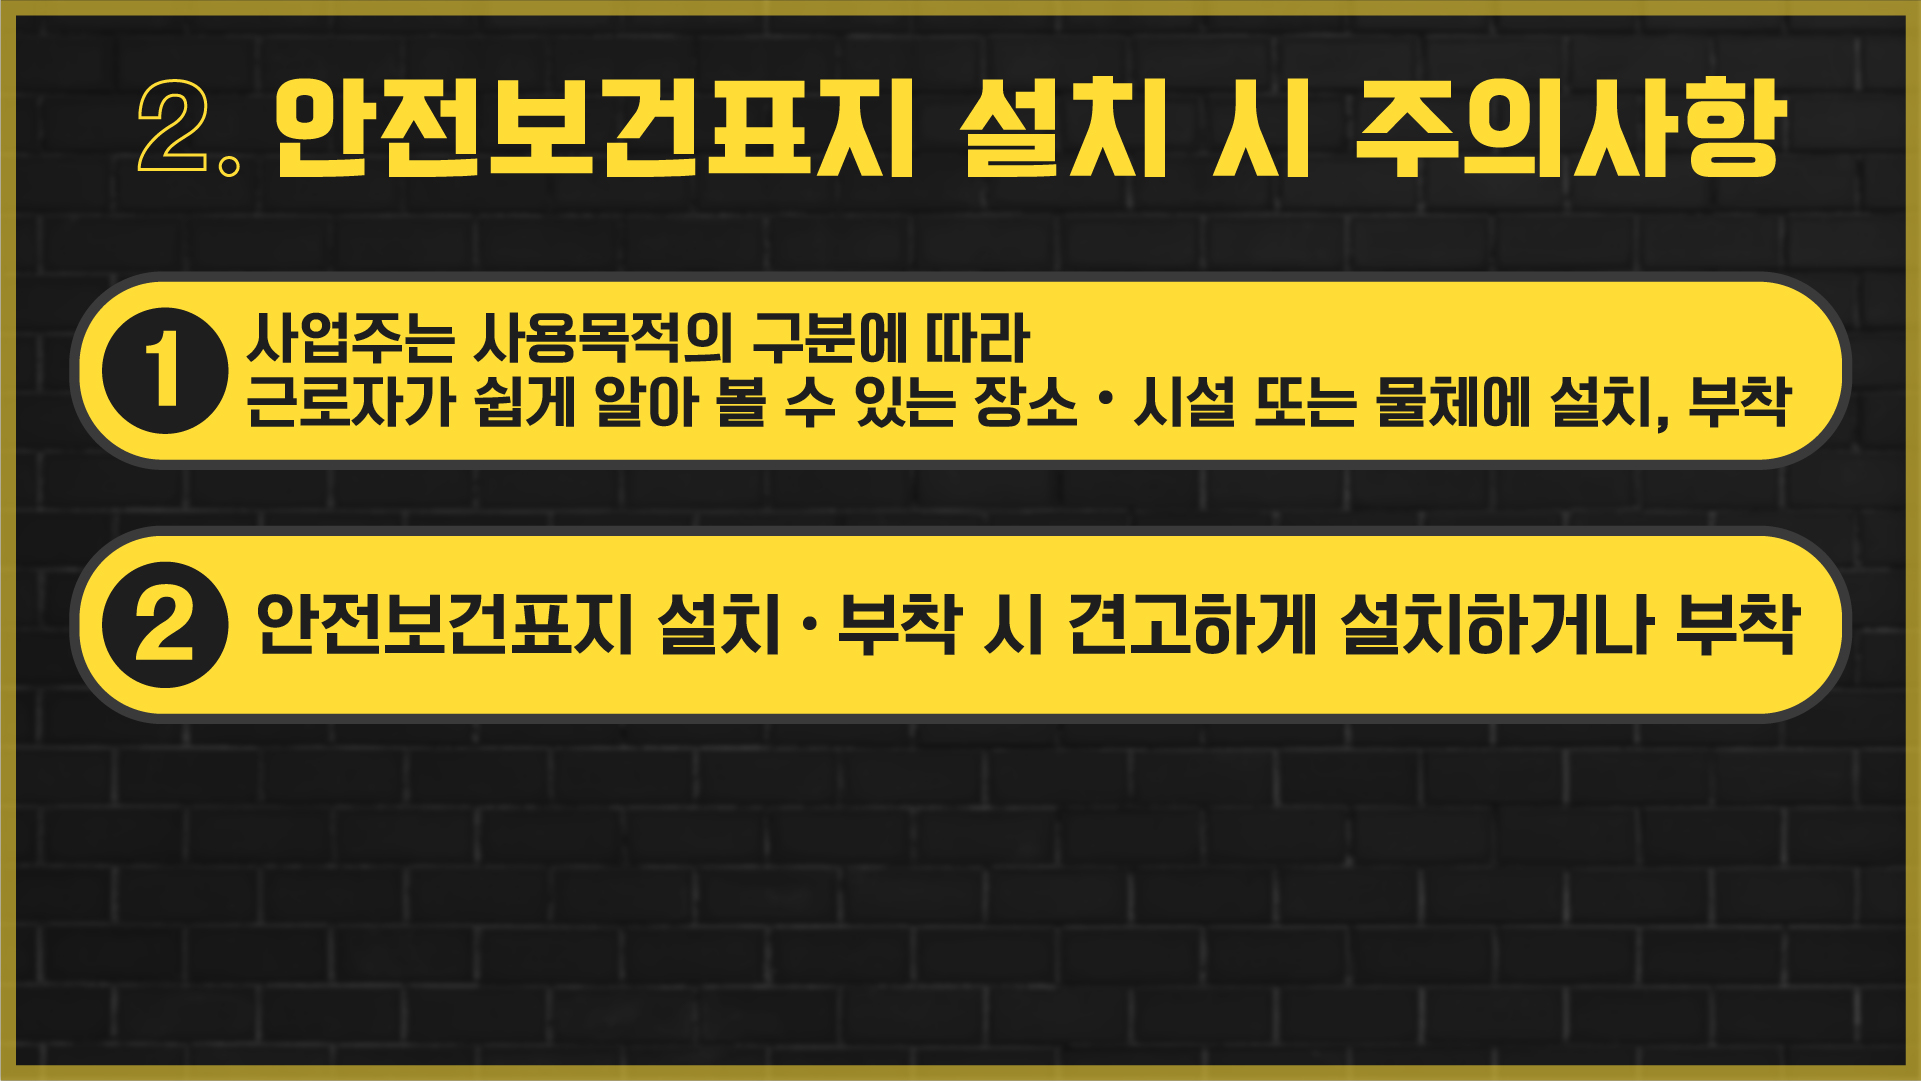 2. 안전보건표지 설치 시 주의사항
1
사업주는 사용목적의 구분에 따라
근로자가 쉽게 알아 볼 수 있는 장소・시설 또는 물체에 설치, 부착
2
안전보건표지 설치・부착 시 견고하게 설치하거나 부착